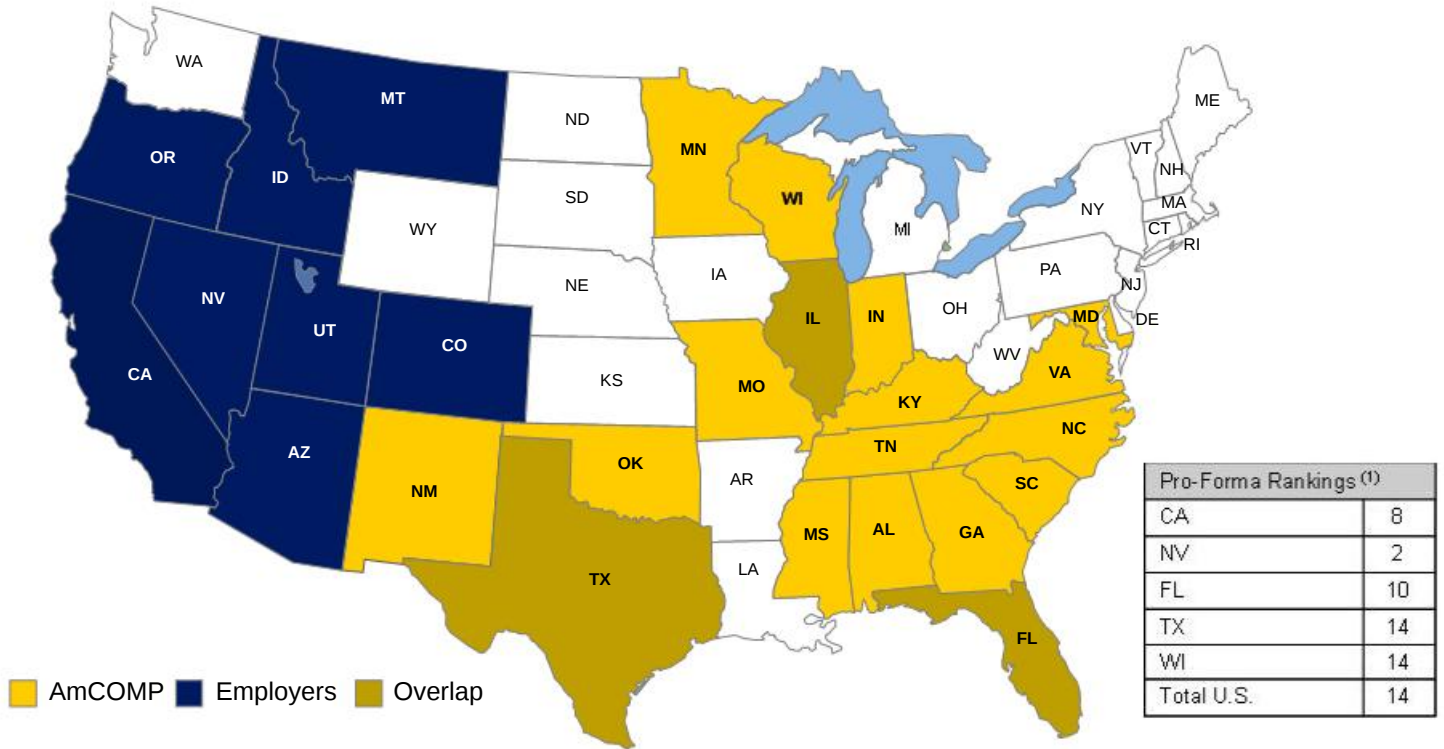 WA
MT
ND
MN
ME
OR
ID
SD
WI
MI
VT
NH
NY
MA
CT
RI
WY
IA
PA
NJ
NV
NE
IL
IN
OH
MD
DE
UT
CO
WV
CA
KS
MO
KY
VA
AZ
OK
TN
NC
NM
AR
SC
MS
AL
GA
LA
TX
FL
Pro-Forma Rankings (1)
CA 8
NV 2
FL 10
TX 14
WI 14
Total U.S. 14
AmCOMP Employers Overlap